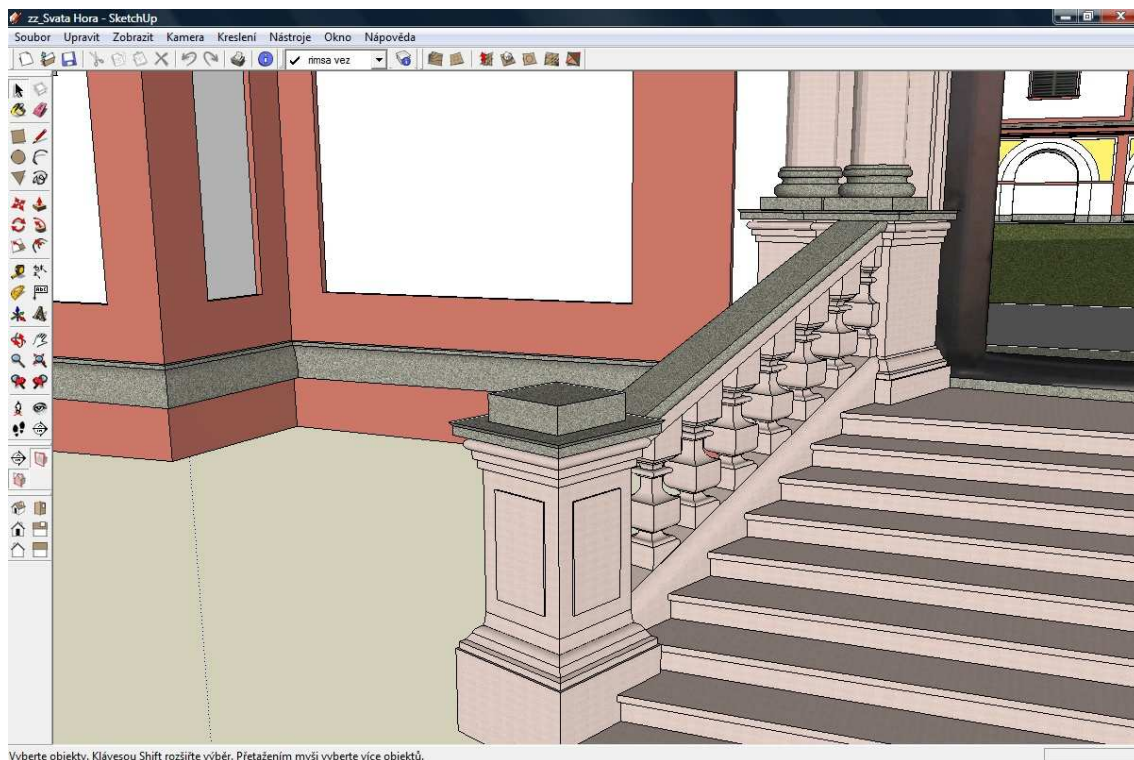 zz_Svata Hora - SketchUp
Soubor Upravit Zobrazit Kamera Kreslení Nástroje Okno Nápověda
rimsa vez
Vyberte objekty. Klávesou Shift rozšiřte výběr. Přetažením myši vyberte více objektů.